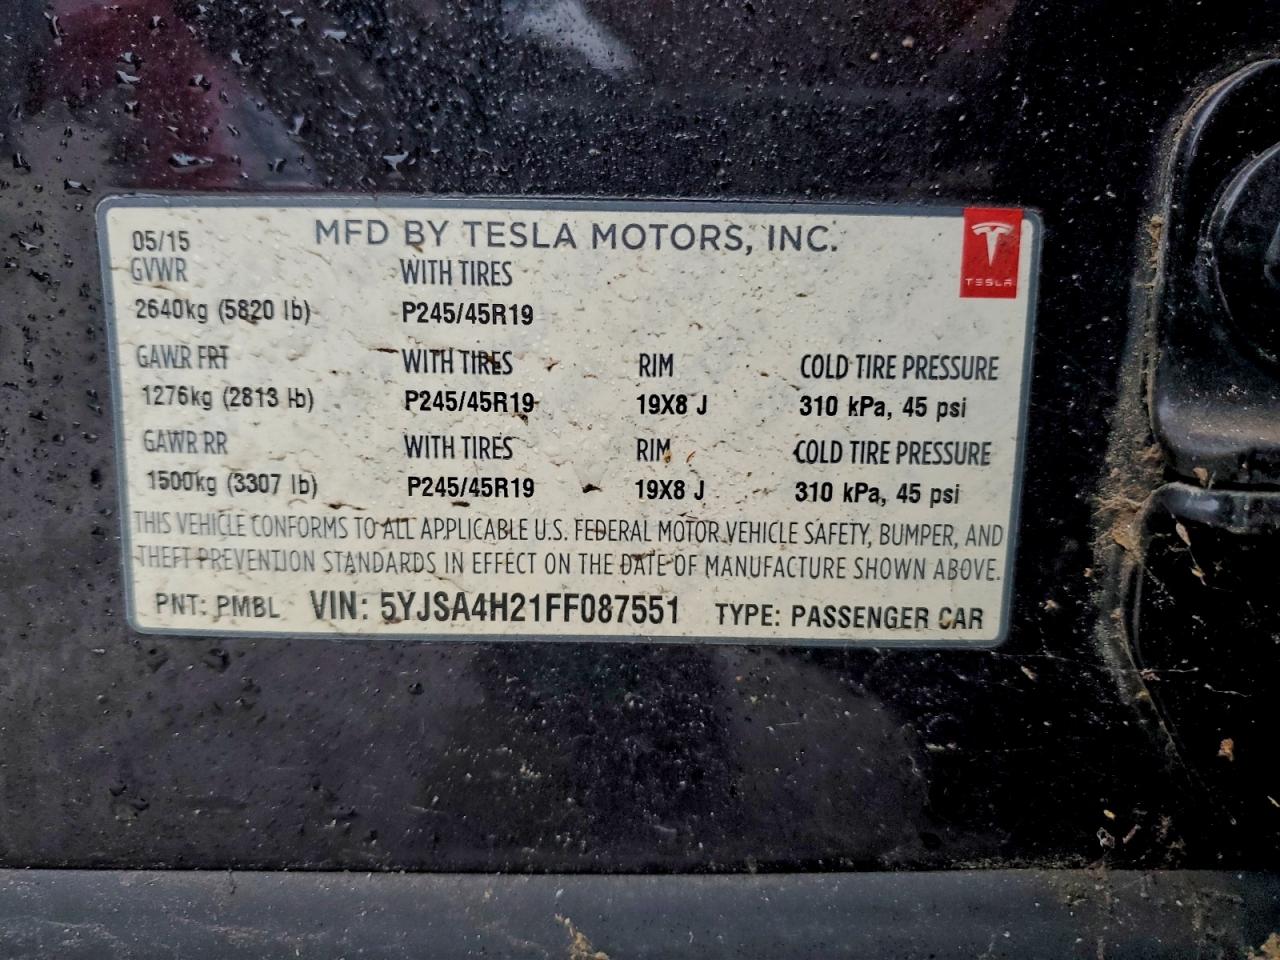 05/15 MFD BY TESLA MOTORS, INC. TESLA
GVWR WITH TIRES
2640kg (5820 lb) P245/45R19
GAWR FRT WITH TIRES RIM COLD TIRE PRESSURE
1276kg (2813 lb) P245/45R19 19X8 J 310 kPa, 45 psi
GAWR RR WITH TIRES RIM COLD TIRE PRESSURE
1500kg (3307 lb) P245/45R19 19X8 J 310 kPa, 45 psi
THIS VEHICLE CONFORMS TO ALL APPLICABLE U.S. FEDERAL MOTOR VEHICLE SAFETY, BUMPER, AND
THEFT PREVENTION STANDARDS IN EFFECT ON THE DATE OF MANUFACTURE SHOWN ABOVE.
PNT: PMBL VIN: 5YJSA4H21FF087551 TYPE: PASSENGER CAR